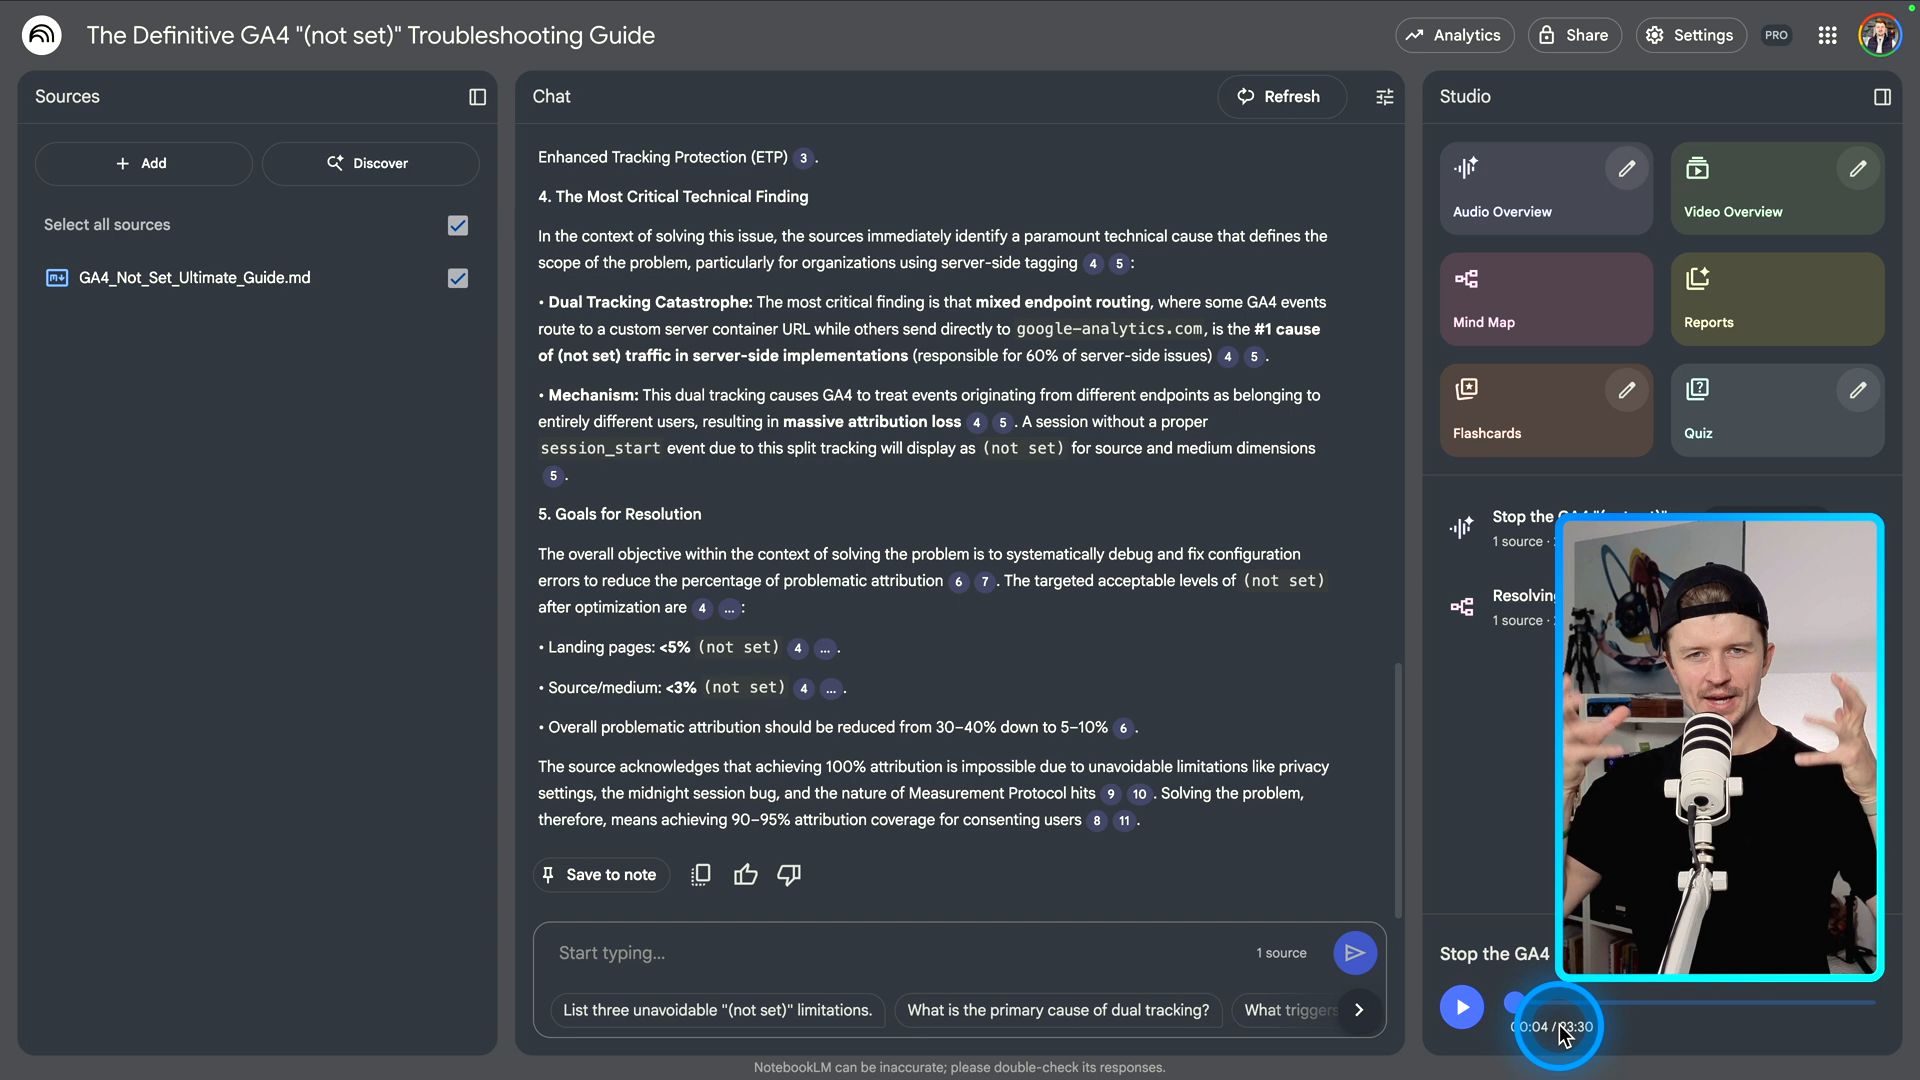 The Definitive GA4 "(not set)" Troubleshooting Guide
Analytics
Share
Settings
PRO
Sources
Add
Discover
Select all sources
GA4_Not_Set_Ultimate_Guide.md
Chat
Refresh
Enhanced Tracking Protection (ETP) 3.
4. The Most Critical Technical Finding
In the context of solving this issue, the sources immediately identify a paramount technical cause that defines the
scope of the problem, particularly for organizations using server-side tagging 4 5:
• Dual Tracking Catastrophe: The most critical finding is that mixed endpoint routing, where some GA4 events
route to a custom server container URL while others send directly to google-analytics.com, is the #1 cause
of (not set) traffic in server-side implementations (responsible for 60% of server-side issues) 4 5.
• Mechanism: This dual tracking causes GA4 to treat events originating from different endpoints as belonging to
entirely different users, resulting in massive attribution loss 4 5. A session without a proper
session_start event due to this split tracking will display as (not set) for source and medium dimensions
5.
5. Goals for Resolution
The overall objective within the context of solving the problem is to systematically debug and fix configuration
errors to reduce the percentage of problematic attribution 6 7. The targeted acceptable levels of (not set)
after optimization are 4 ...:
• Landing pages: <5% (not set) 4 ....
• Source/medium: <3% (not set) 4 ....
• Overall problematic attribution should be reduced from 30–40% down to 5–10% 6.
The source acknowledges that achieving 100% attribution is impossible due to unavoidable limitations like privacy
settings, the midnight session bug, and the nature of Measurement Protocol hits 9 10. Solving the problem,
therefore, means achieving 90–95% attribution coverage for consenting users 8 11.
Save to note
Start typing...
1 source
List three unavoidable "(not set)" limitations.
What is the primary cause of dual tracking?
What triggers
NotebookLM can be inaccurate; please double-check its responses.
Studio
Audio Overview
Video Overview
Mind Map
Reports
Flashcards
Quiz
Stop the GA4 "(not set)"
1 source ·
Resolving
1 source ·
Stop the GA4
00:04 / 23:30